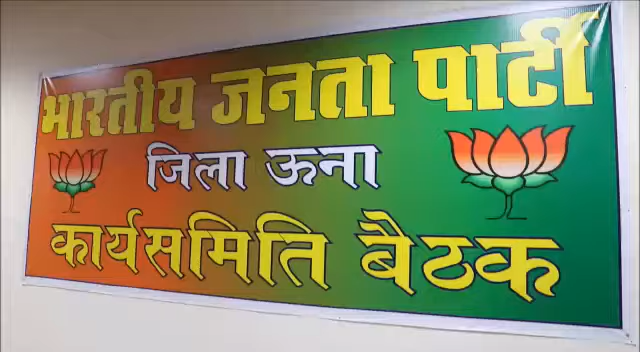 भारतीय जनता पार्टी
जिला ऊना
कार्यसमिति बैठक